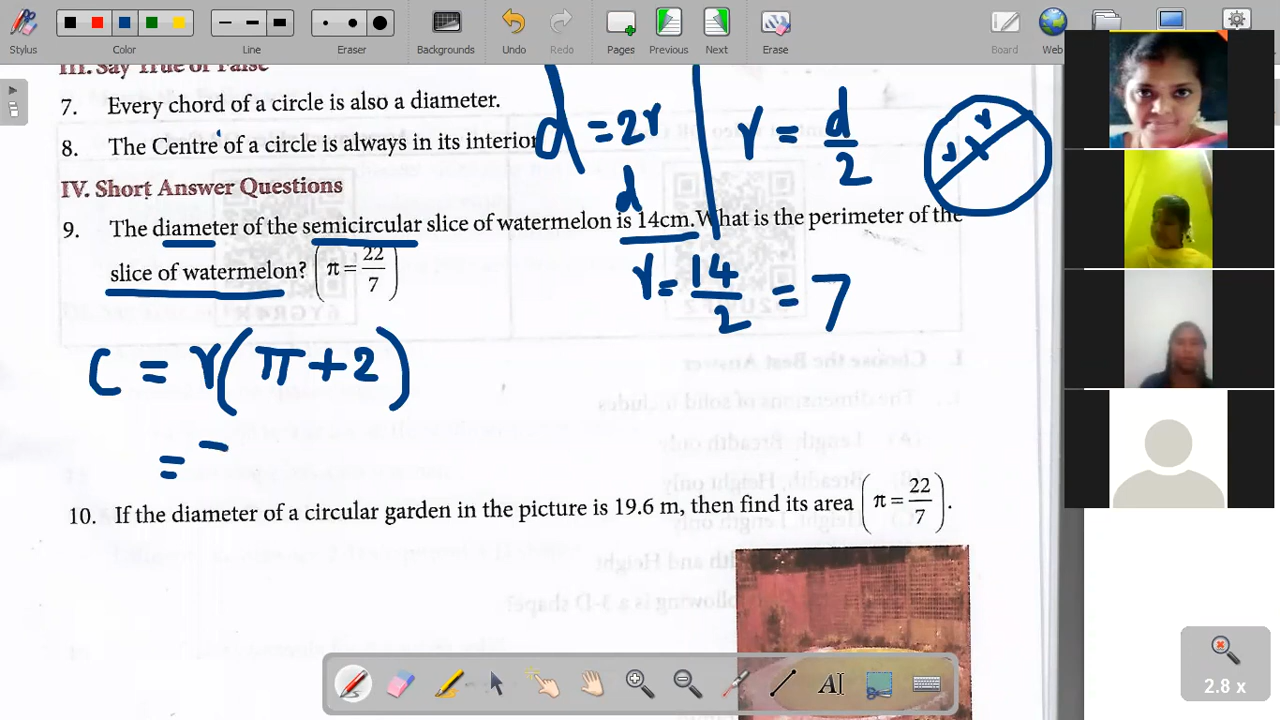 Stylus Color Line Eraser Backgrounds Undo Redo Pages Previous Next Erase Board Web
III. Say True or False
7. Every chord of a circle is also a diameter.
8. The Centre of a circle is always in its interior
d = 2r
r = d/2
r r
IV. Short Answer Questions
d
9. The diameter of the semicircular slice of watermelon is 14cm. What is the perimeter of the
slice of watermelon? (π = 22/7)
r = 14/2 = 7
C = r(π + 2)
=
10. If the diameter of a circular garden in the picture is 19.6 m, then find its area (π = 22/7).
2.8 x